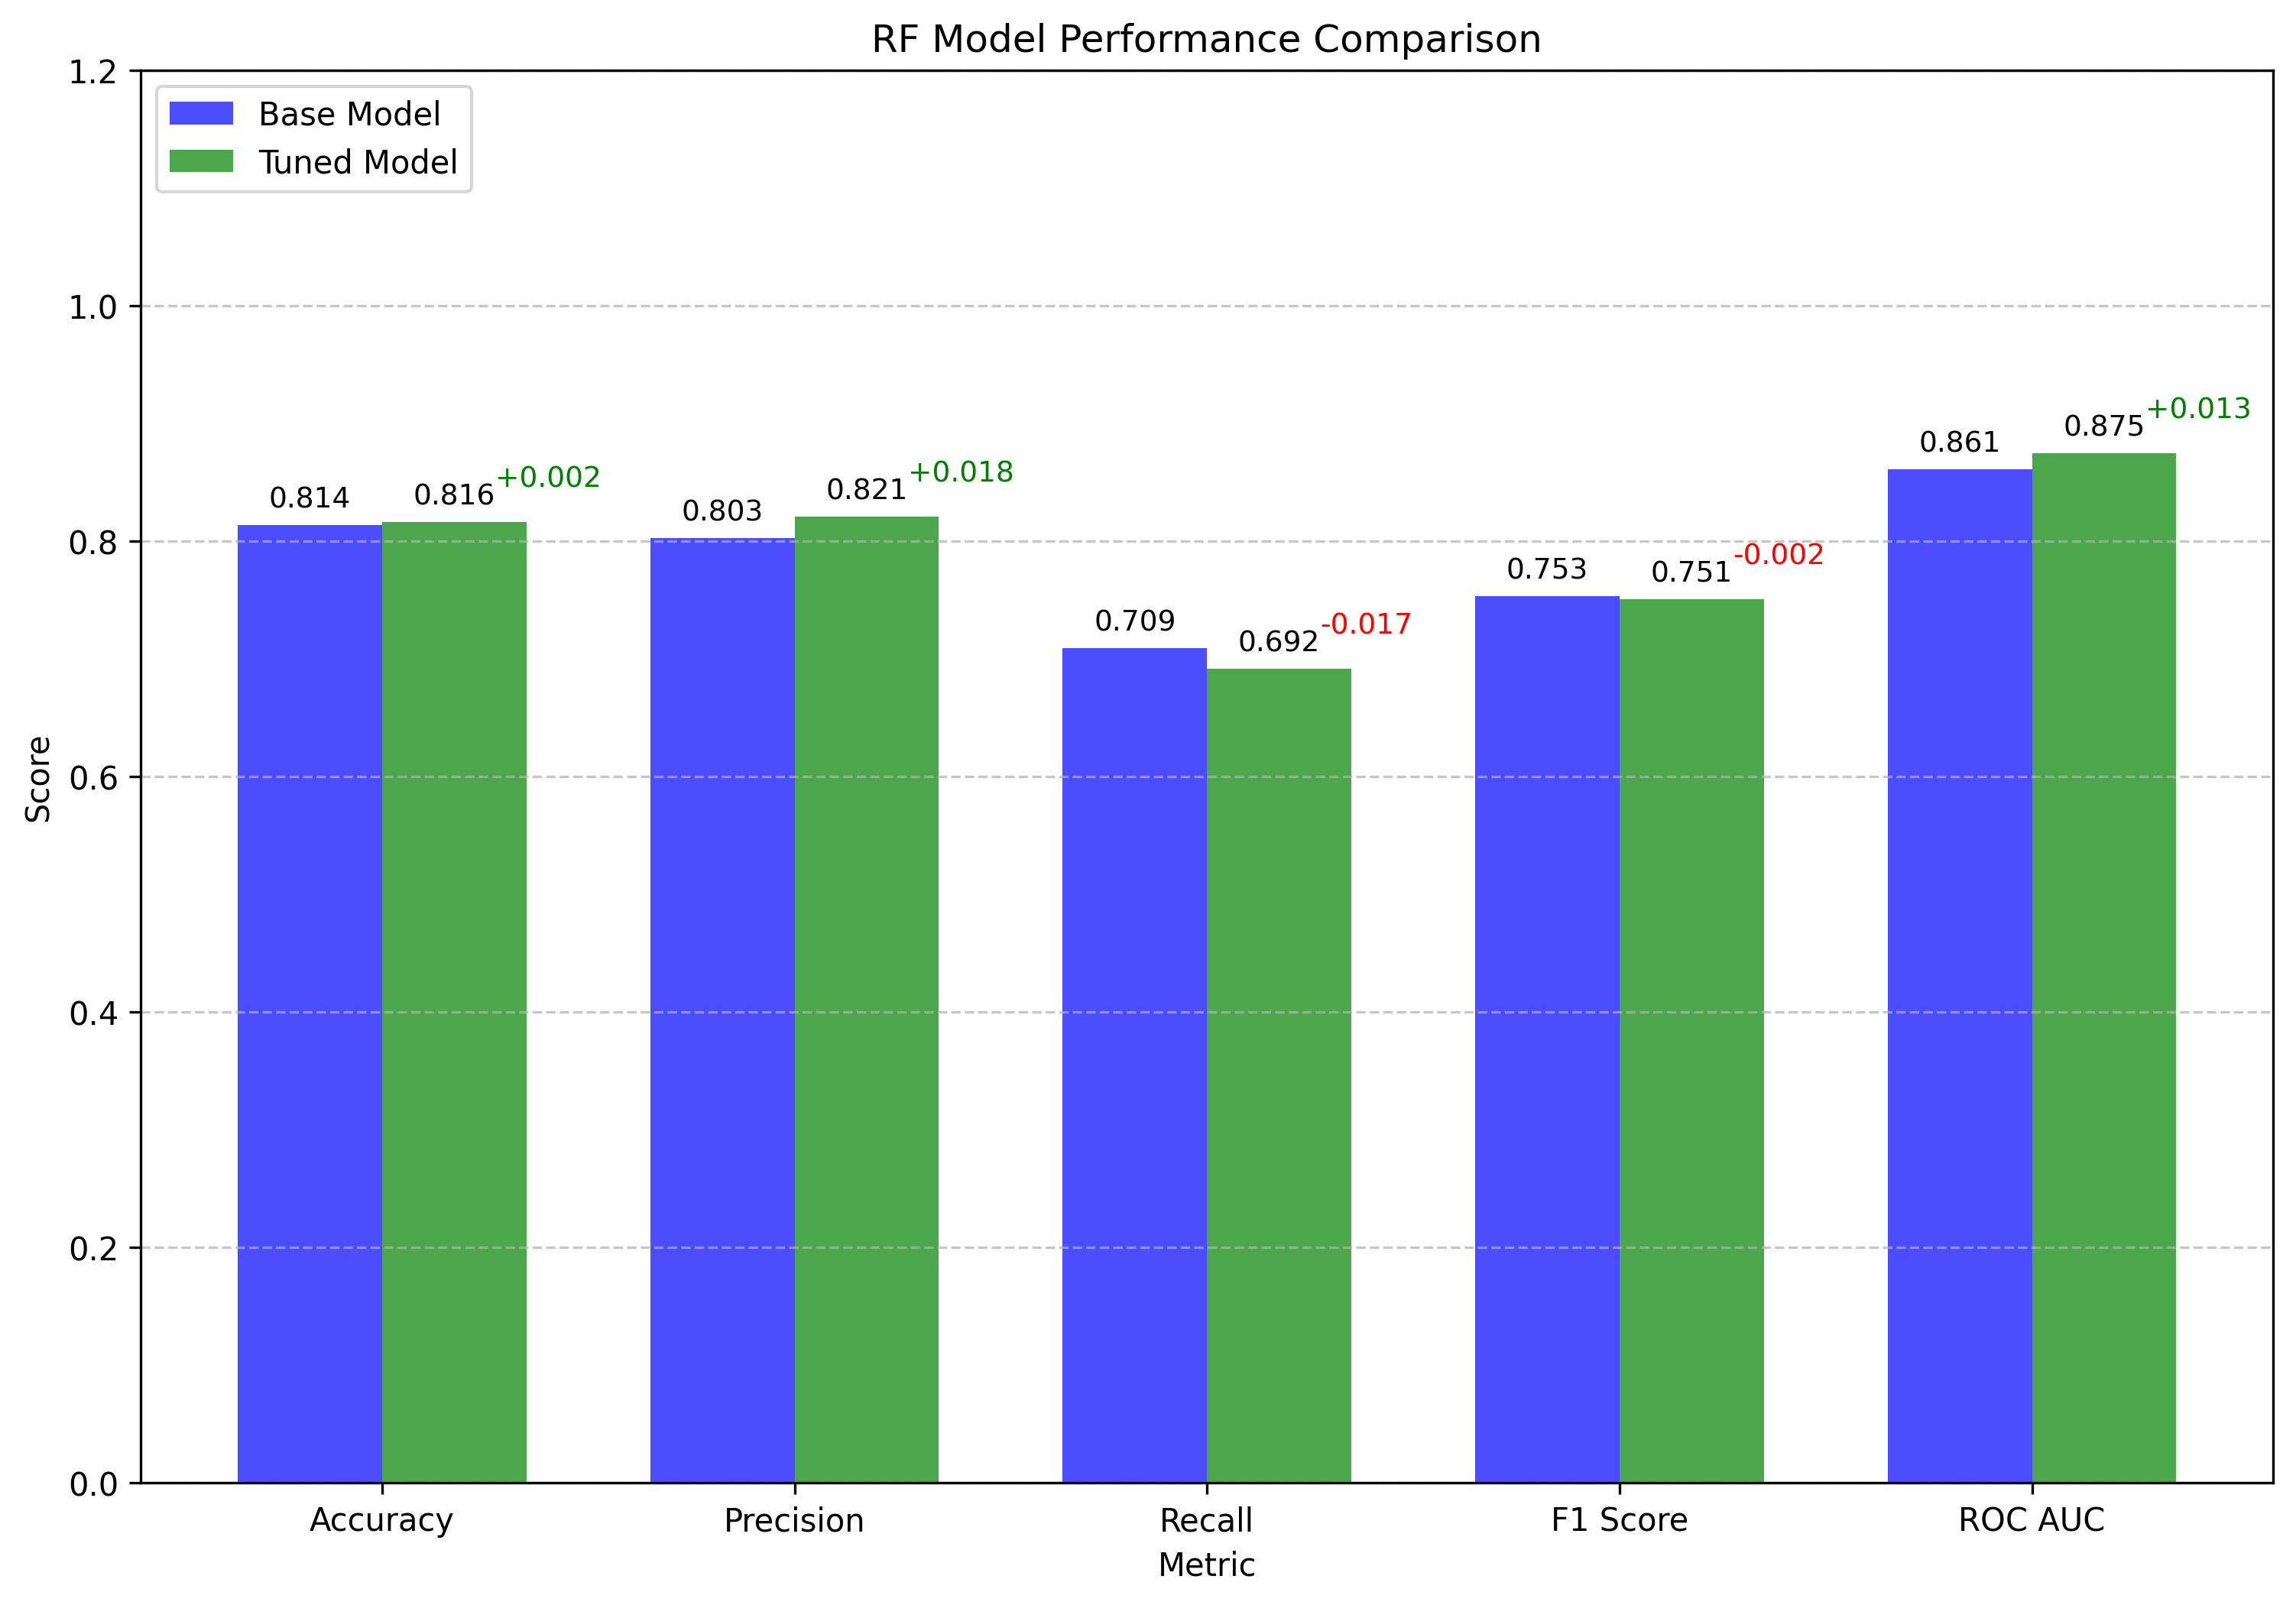 RF Model Performance Comparison
Base Model
Tuned Model
Score
1.2
1.0
0.8
0.6
0.4
0.2
0.0
0.814
0.816
+0.002
0.803
0.821
+0.018
0.709
0.692
-0.017
0.753
0.751
-0.002
0.861
0.875
+0.013
Accuracy
Precision
Recall
F1 Score
ROC AUC
Metric